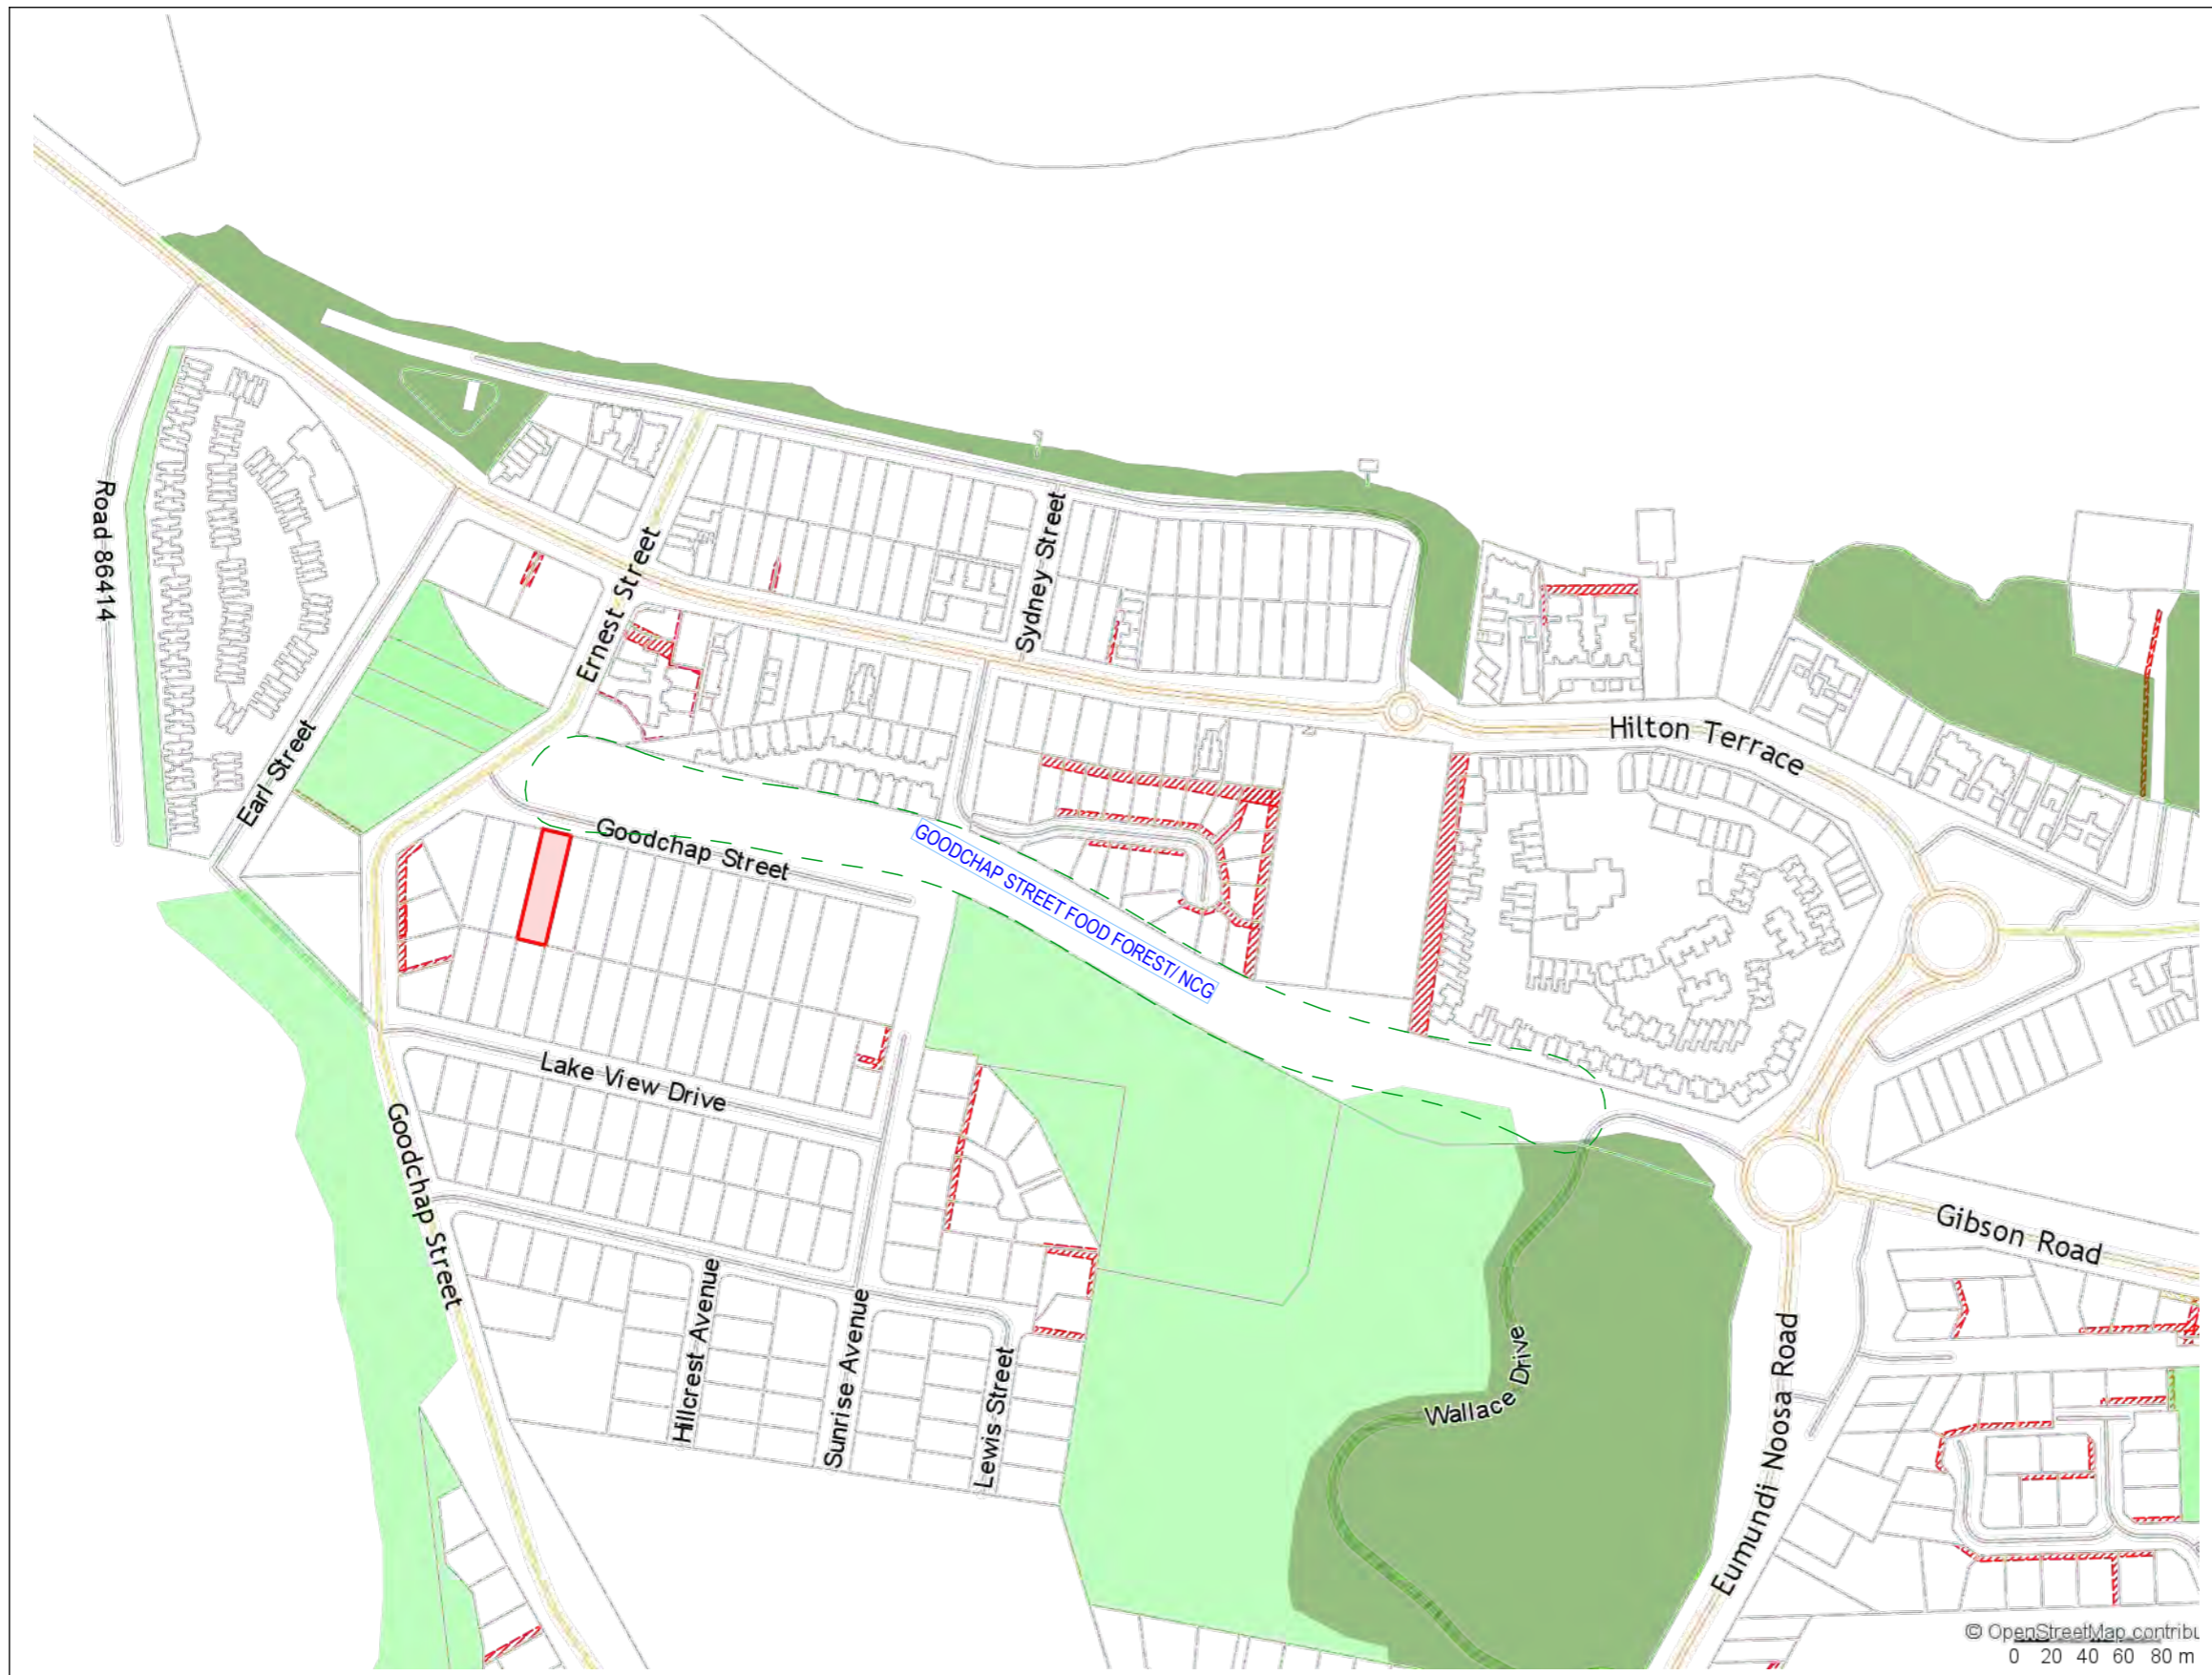 Road 86414
Earl Street
Ernest Street
Sydney Street
Hilton Terrace
Goodchap Street
GOODCHAP STREET FOOD FOREST/ NCG
Lake View Drive
Goodchap Street
Hillcrest Avenue
Sunrise Avenue
Lewis Street
Wallace Drive
Gibson Road
Eumundi Noosa Road
© OpenStreetMap contribu
0 20 40 60 80 m